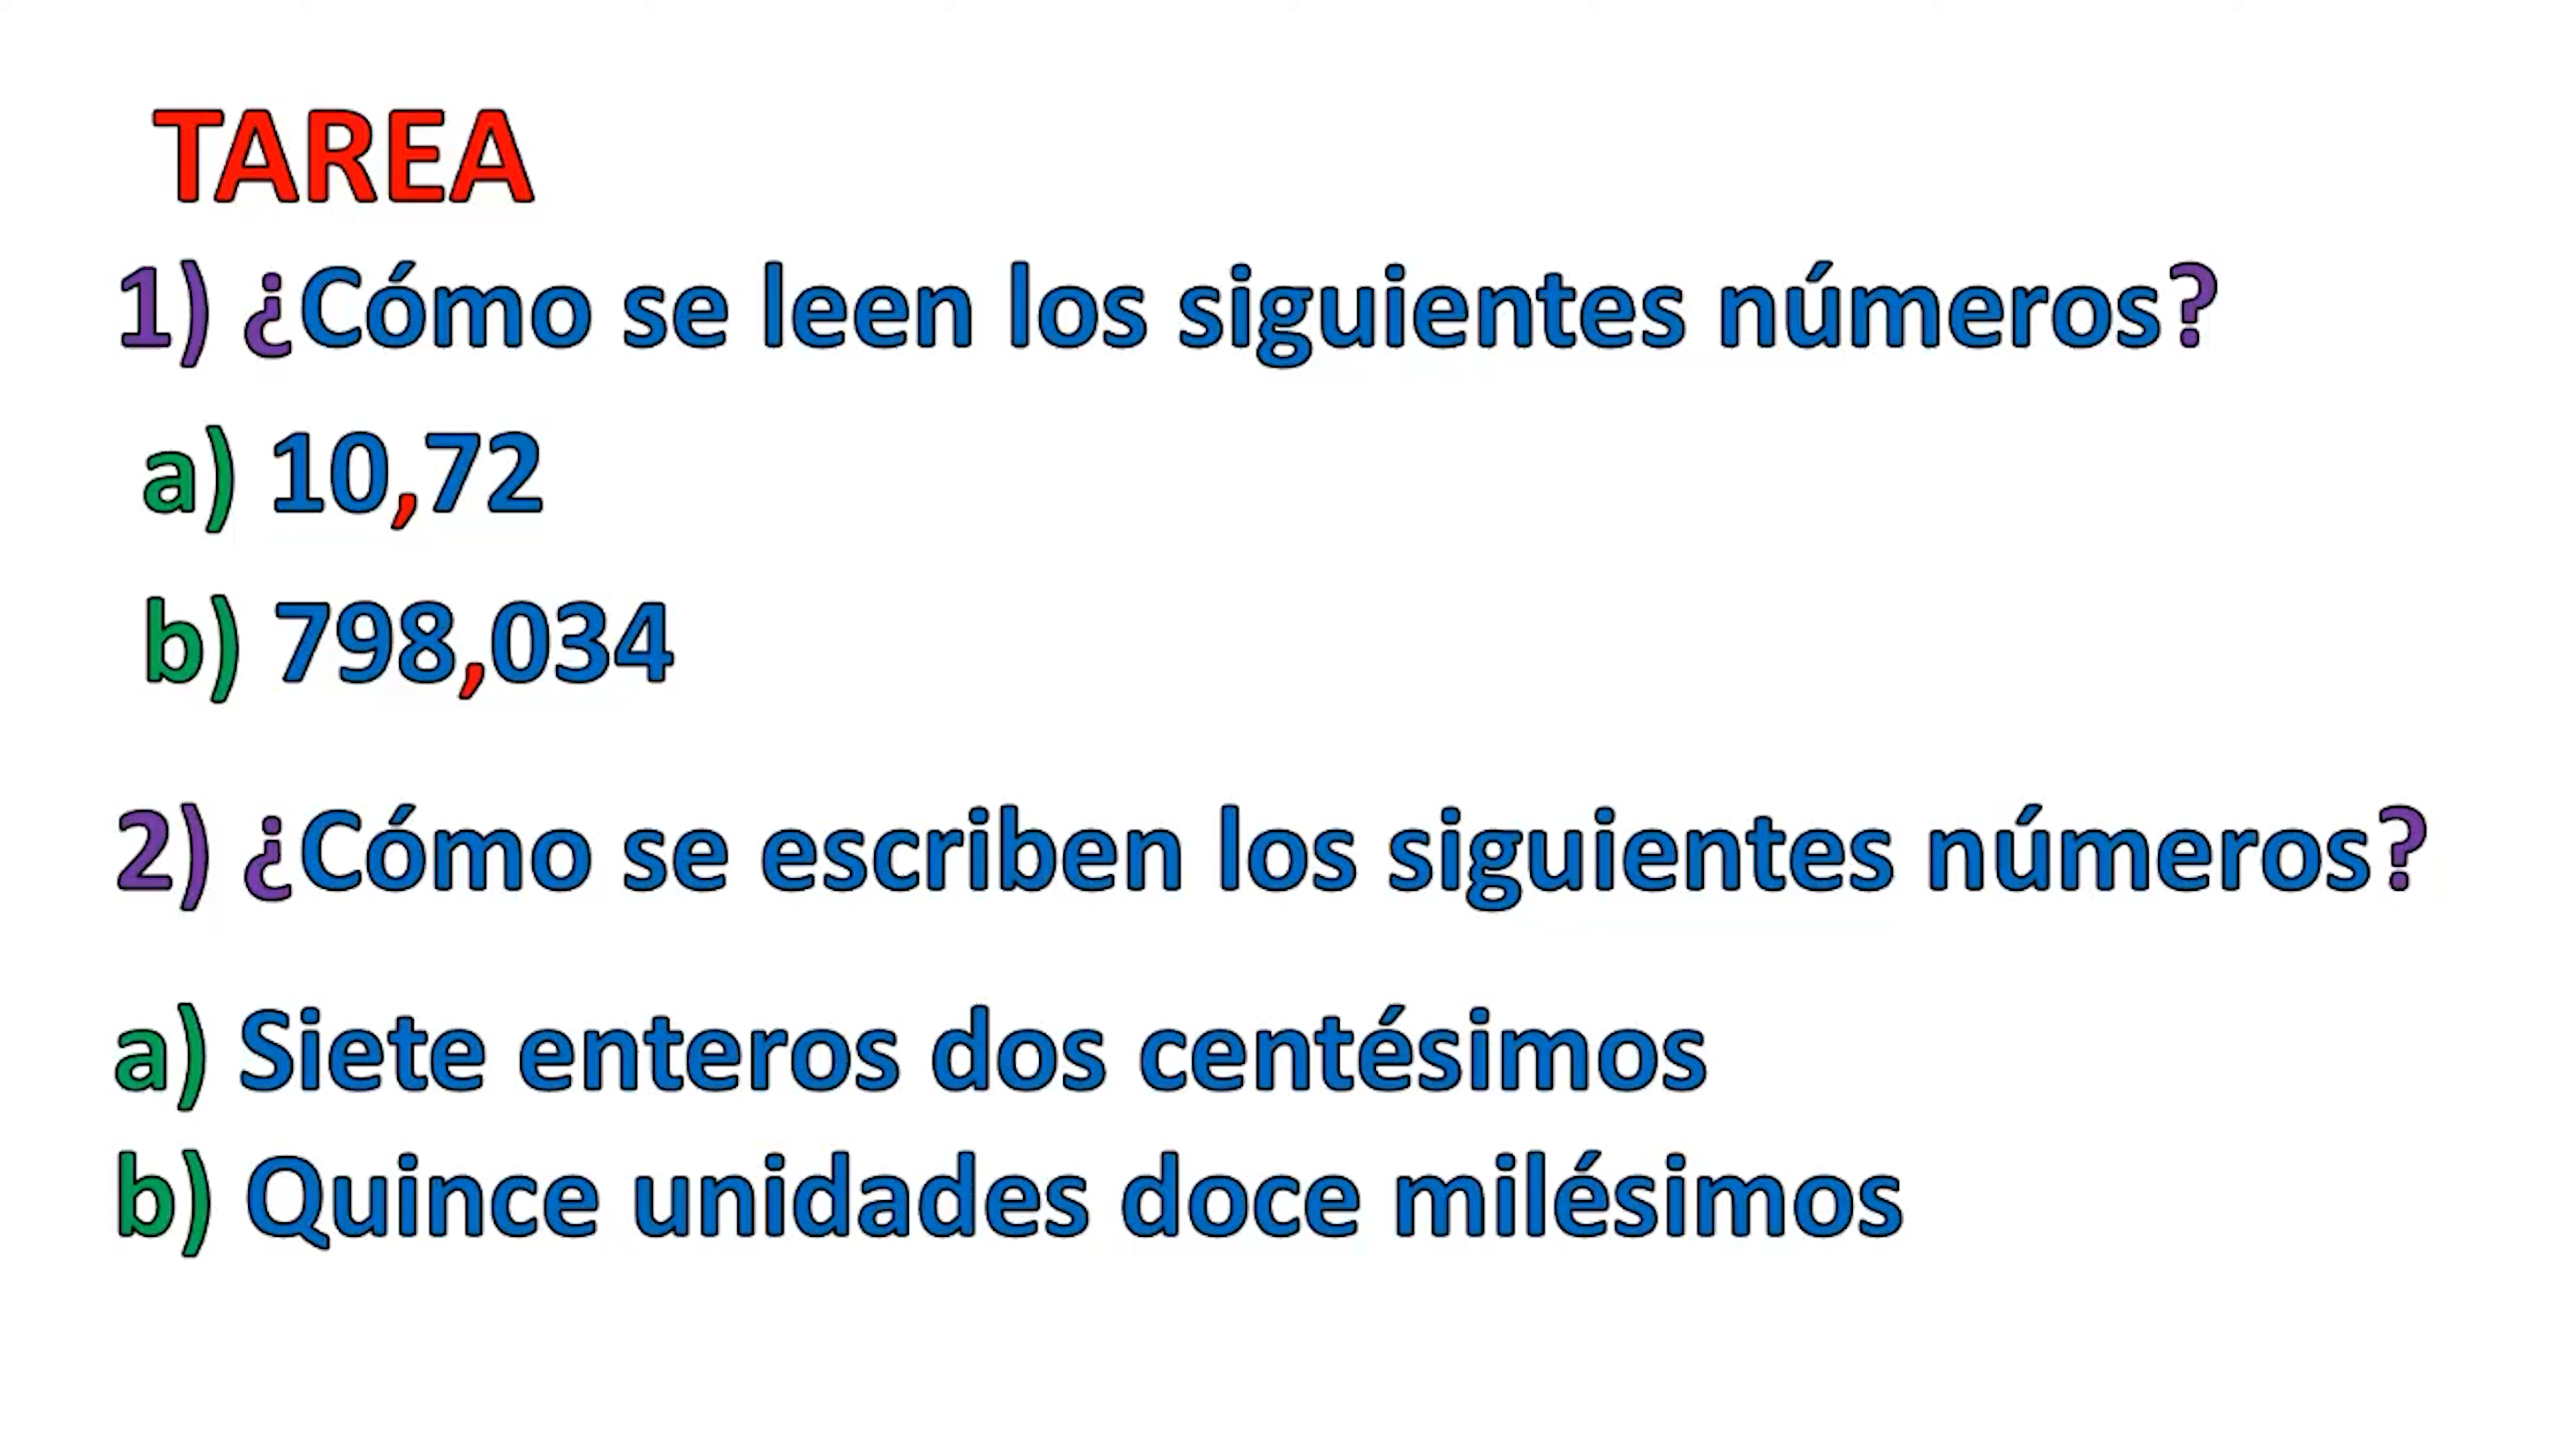 TAREA
1) ¿Cómo se leen los siguientes números?
a) 10,72
b) 798,034
2) ¿Cómo se escriben los siguientes números?
a) Siete enteros dos centésimos
b) Quince unidades doce milésimos